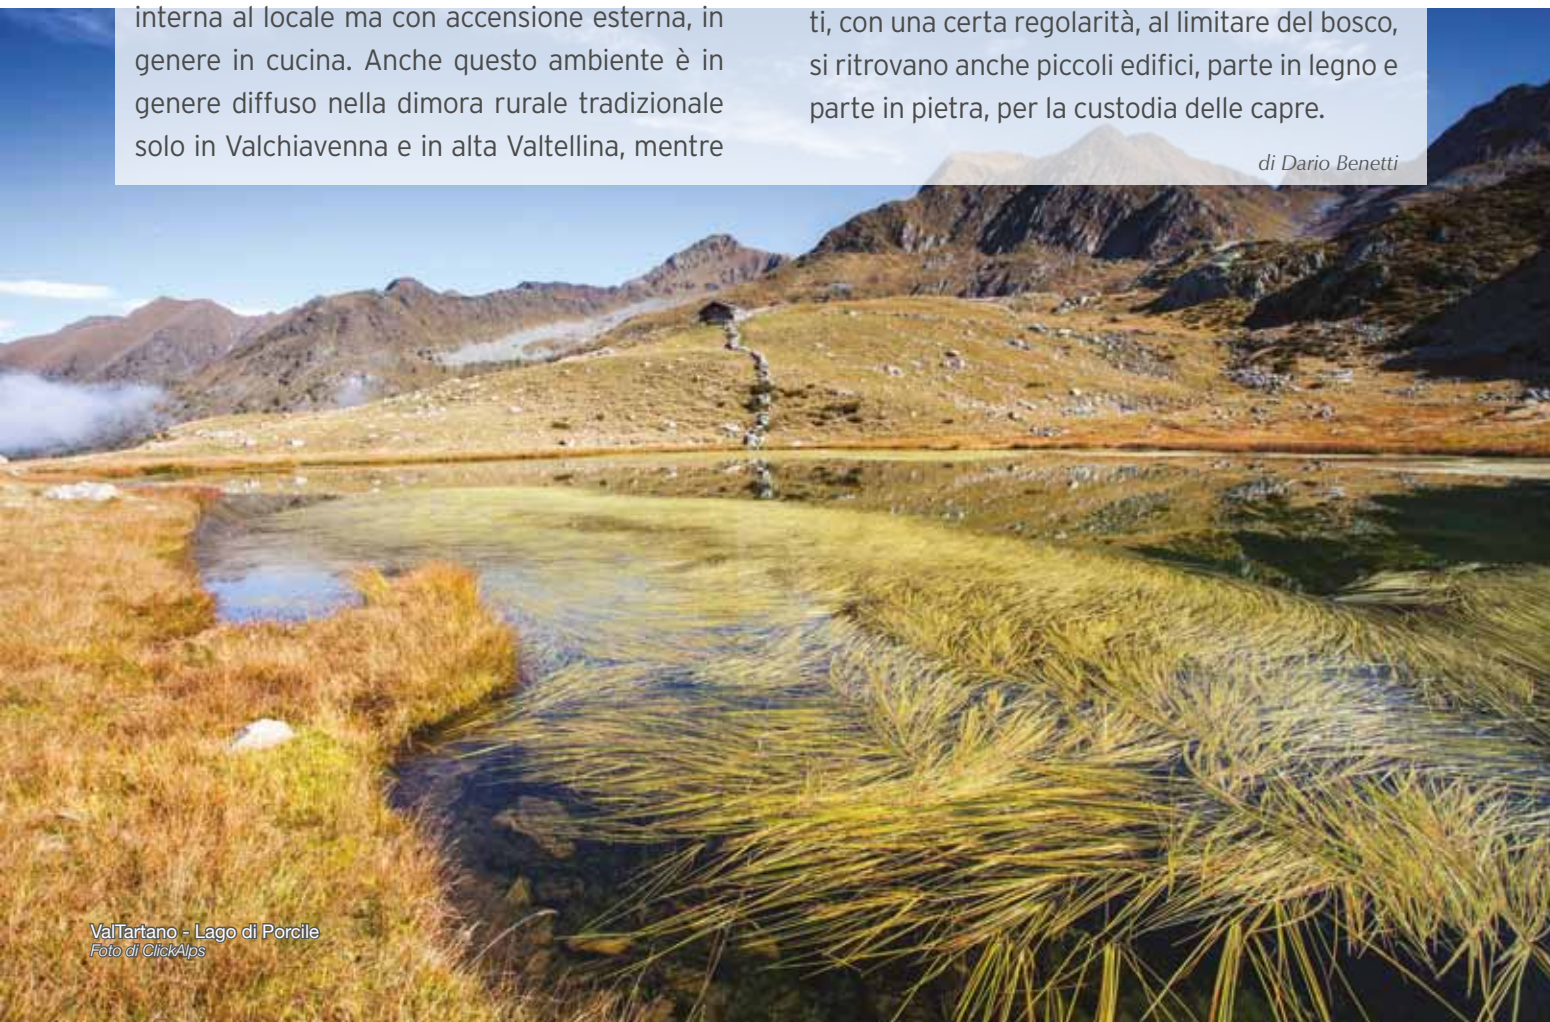 interna al locale ma con accensione esterna, in
genere in cucina. Anche questo ambiente è in
genere diffuso nella dimora rurale tradizionale
solo in Valchiavenna e in alta Valtellina, mentre
ti, con una certa regolarità, al limitare del bosco,
si ritrovano anche piccoli edifici, parte in legno e
parte in pietra, per la custodia delle capre.
di Dario Benetti
ValTartano - Lago di Porcile
Foto di ClickAlps